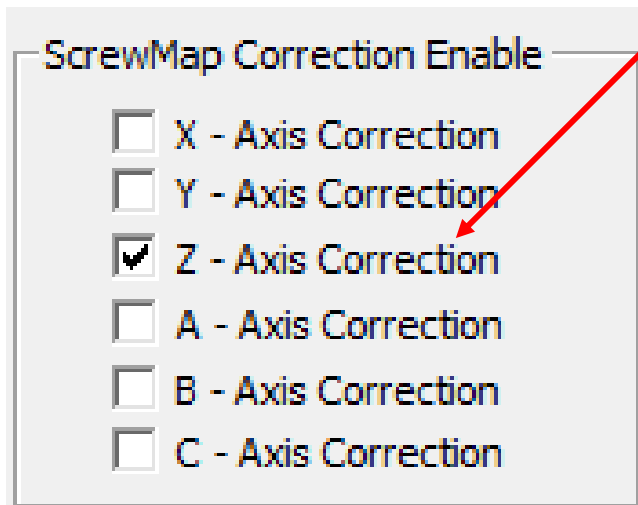 ScrewMap Correction Enable
X - Axis Correction
Y - Axis Correction
Z - Axis Correction
A - Axis Correction
B - Axis Correction
C - Axis Correction